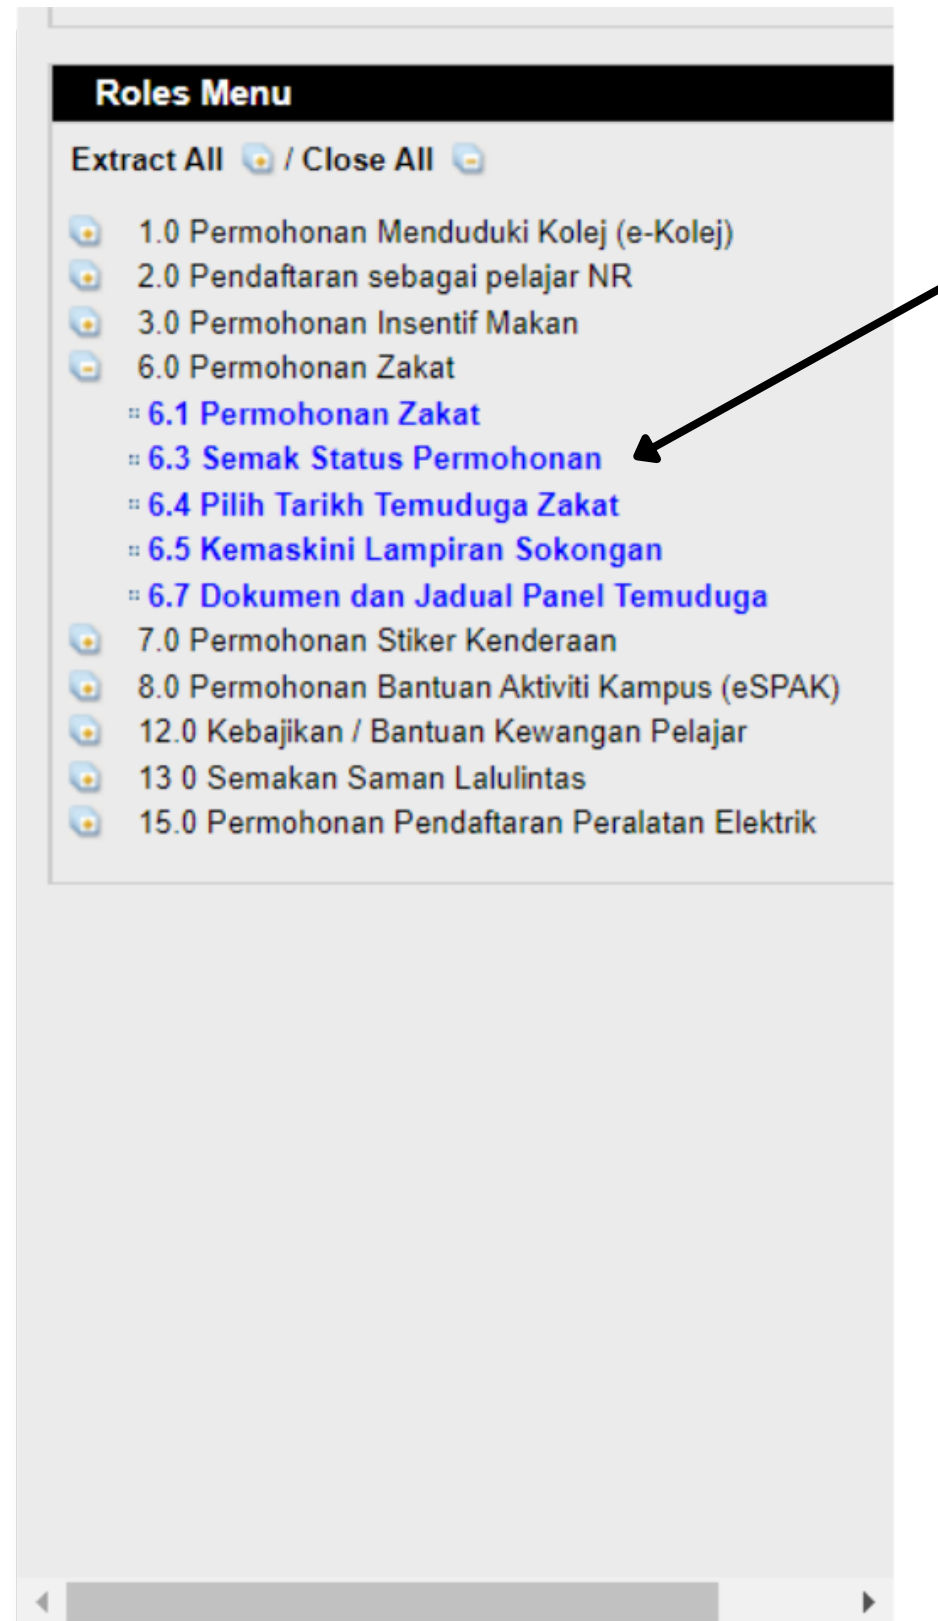 Roles Menu
Extract All / Close All
1.0 Permohonan Menduduki Kolej (e-Kolej)
2.0 Pendaftaran sebagai pelajar NR
3.0 Permohonan Insentif Makan
6.0 Permohonan Zakat
6.1 Permohonan Zakat
6.3 Semak Status Permohonan
6.4 Pilih Tarikh Temuduga Zakat
6.5 Kemaskini Lampiran Sokongan
6.7 Dokumen dan Jadual Panel Temuduga
7.0 Permohonan Stiker Kenderaan
8.0 Permohonan Bantuan Aktiviti Kampus (eSPAK)
12.0 Kebajikan / Bantuan Kewangan Pelajar
13 0 Semakan Saman Lalulintas
15.0 Permohonan Pendaftaran Peralatan Elektrik